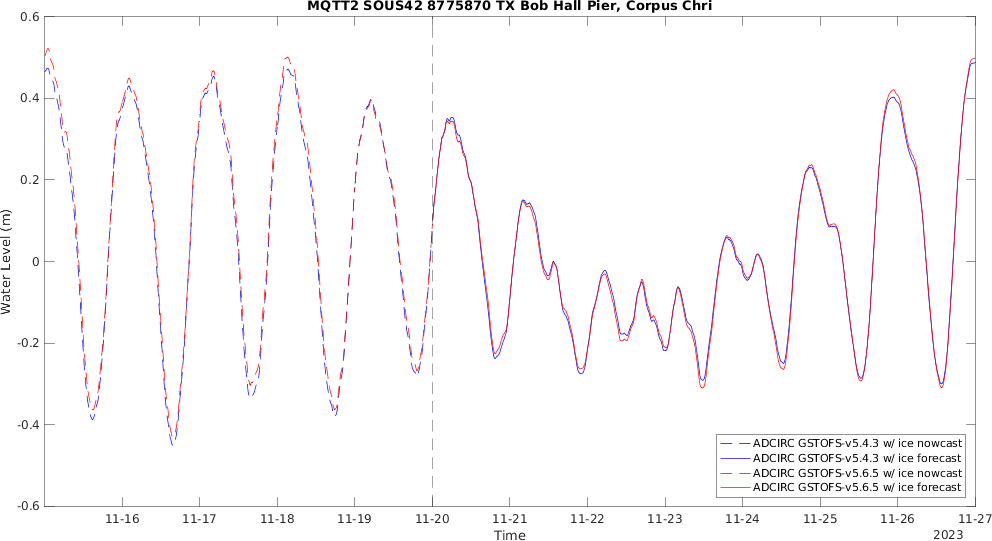 MQTT2 SOUS42 8775870 TX Bob Hall Pier, Corpus Chri
0.6
0.4
0.2
0
-0.2
-0.4
-0.6
Water Level (m)
ADCIRC GSTOFS-v5.4.3 w/ ice nowcast
ADCIRC GSTOFS-v5.4.3 w/ ice forecast
ADCIRC GSTOFS-v5.6.5 w/ ice nowcast
ADCIRC GSTOFS-v5.6.5 w/ ice forecast
11-16 11-17 11-18 11-19 11-20 11-21 11-22 11-23 11-24 11-25 11-26 11-27
Time
2023